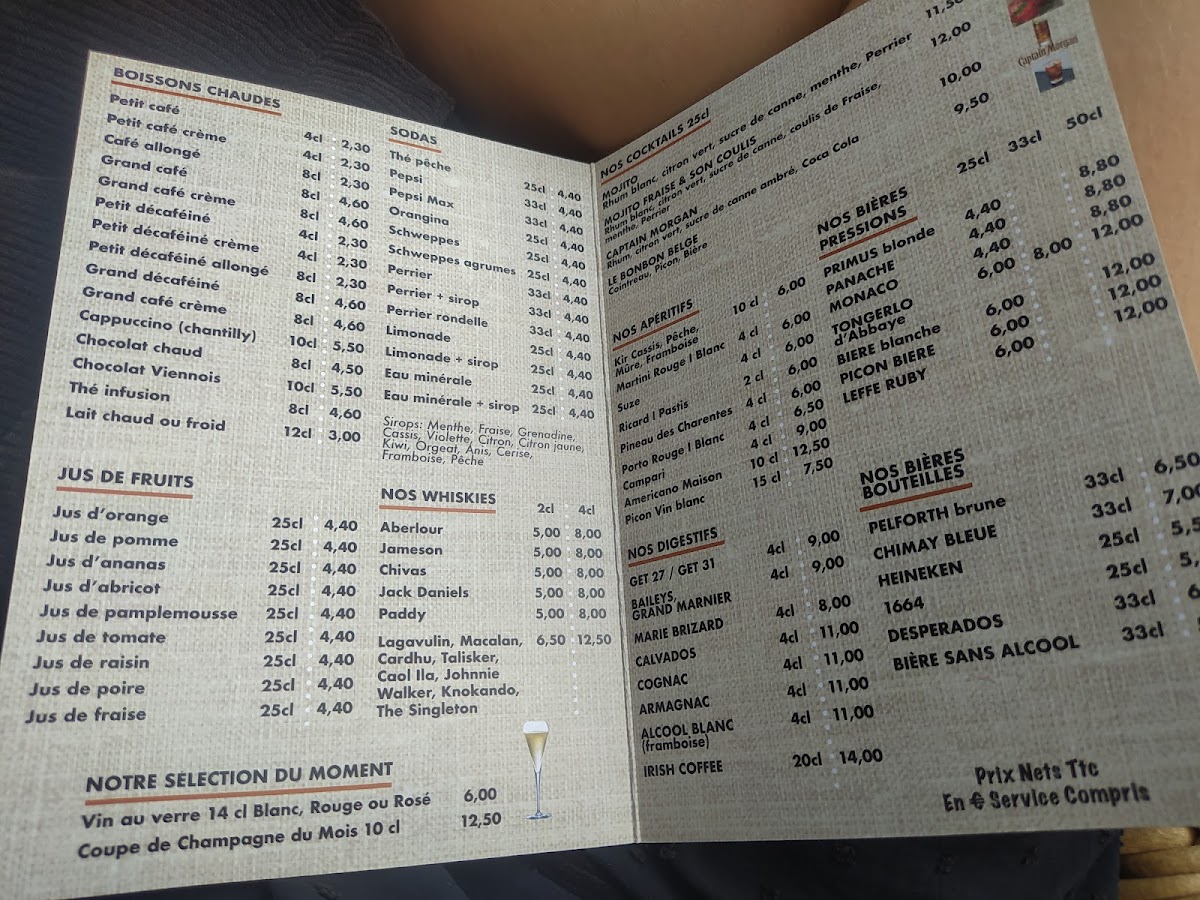 BOISSONS CHAUDES
Petit café 4cl 2,30
Petit café crème 4cl 2,30
Café allongé 8cl 2,30
Grand café 8cl 4,60
Grand café crème 8cl 4,60
Petit décaféiné 4cl 2,30
Petit décaféiné crème 4cl 2,30
Petit décaféiné allongé 8cl 2,30
Grand décaféiné 8cl 4,60
Grand café crème 8cl 4,60
Cappuccino (chantilly) 10cl 5,50
Chocolat chaud 8cl 4,50
Chocolat Viennois 10cl 5,50
Thé infusion 8cl 4,60
Lait chaud ou froid 12cl 3,00
JUS DE FRUITS
Jus d'orange 25cl 4,40
Jus de pomme 25cl 4,40
Jus d'ananas 25cl 4,40
Jus d'abricot 25cl 4,40
Jus de pamplemousse 25cl 4,40
Jus de tomate 25cl 4,40
Jus de raisin 25cl 4,40
Jus de poire 25cl 4,40
Jus de fraise 25cl 4,40
SODAS
Thé pêche 25cl 4,40
Pepsi 33cl 4,40
Pepsi Max 33cl 4,40
Orangina 25cl 4,40
Schweppes 25cl 4,40
Schweppes agrumes 25cl 4,40
Perrier 33cl 4,40
Perrier + sirop 33cl 4,40
Perrier rondelle 33cl 4,40
Limonade 25cl 4,40
Limonade + sirop 25cl 4,40
Eau minérale 25cl 4,40
Eau minérale + sirop 25cl 4,40
Sirops: Menthe, Fraise, Grenadine,
Cassis, Violette, Citron, Citron jaune,
Kiwi, Orgeat, Anis, Cerise,
Framboise, Pêche
NOS WHISKIES 2cl 4cl
Aberlour 5,00 8,00
Jameson 5,00 8,00
Chivas 5,00 8,00
Jack Daniels 5,00 8,00
Paddy 5,00 8,00
Lagavulin, Macalan, 6,50 12,50
Cardhu, Talisker,
Caol Ila, Johnnie
Walker, Knokando,
The Singleton
NOTRE SELECTION DU MOMENT
Vin au verre 14 cl Blanc, Rouge ou Rosé 6,00
Coupe de Champagne du Mois 10 cl 12,50
NOS COCKTAILS 25cl
MOJITO 11,50
Rhum blanc, citron vert, sucre de canne, menthe, Perrier
MOJITO FRAISE & SON COULIS 12,00
Rhum blanc, citron vert, sucre de canne, coulis de Fraise,
menthe, Perrier
CAPTAIN MORGAN 10,00
Rhum, citron vert, sucre de canne ambré, Coca Cola
LE BONBON BELGE 9,50
Cointreau, Picon, Bière
Captain Morgan
NOS APERITIFS
Kir Cassis, Pêche, 10 cl 6,00
Mûre, Framboise
Martini Rouge l Blanc 4 cl 6,00
Suze 4 cl 6,00
Ricard l Pastis 2 cl 6,00
Pineau des Charentes 4 cl 6,00
Porto Rouge l Blanc 4 cl 6,50
Campari 4 cl 9,00
Americano Maison 10 cl 12,50
Picon Vin blanc 15 cl 7,50
NOS DIGESTIFS
GET 27 / GET 31 4cl 9,00
BAILEYS, 4cl 9,00
GRAND MARNIER
MARIE BRIZARD 4cl 8,00
CALVADOS 4cl 11,00
COGNAC 4cl 11,00
ARMAGNAC 4cl 11,00
ALCOOL BLANC 4cl 11,00
(framboise)
IRISH COFFEE 20cl 14,00
NOS BIÈRES
PRESSIONS 25cl 33cl 50cl
PRIMUS blonde 4,40 8,80
PANACHE 4,40 8,80
MONACO 4,40 8,80
TONGERLO 6,00 8,00 12,00
d'Abbaye
BIERE blanche 6,00 12,00
PICON BIERE 6,00 12,00
LEFFE RUBY 6,00 12,00
NOS BIÈRES
BOUTEILLES
PELFORTH brune 33cl 6,50
CHIMAY BLEUE 33cl 7,00
HEINEKEN 25cl
1664 25cl
DESPERADOS 33cl
BIÈRE SANS ALCOOL 33cl
Prix Nets Ttc
En € Service Compris